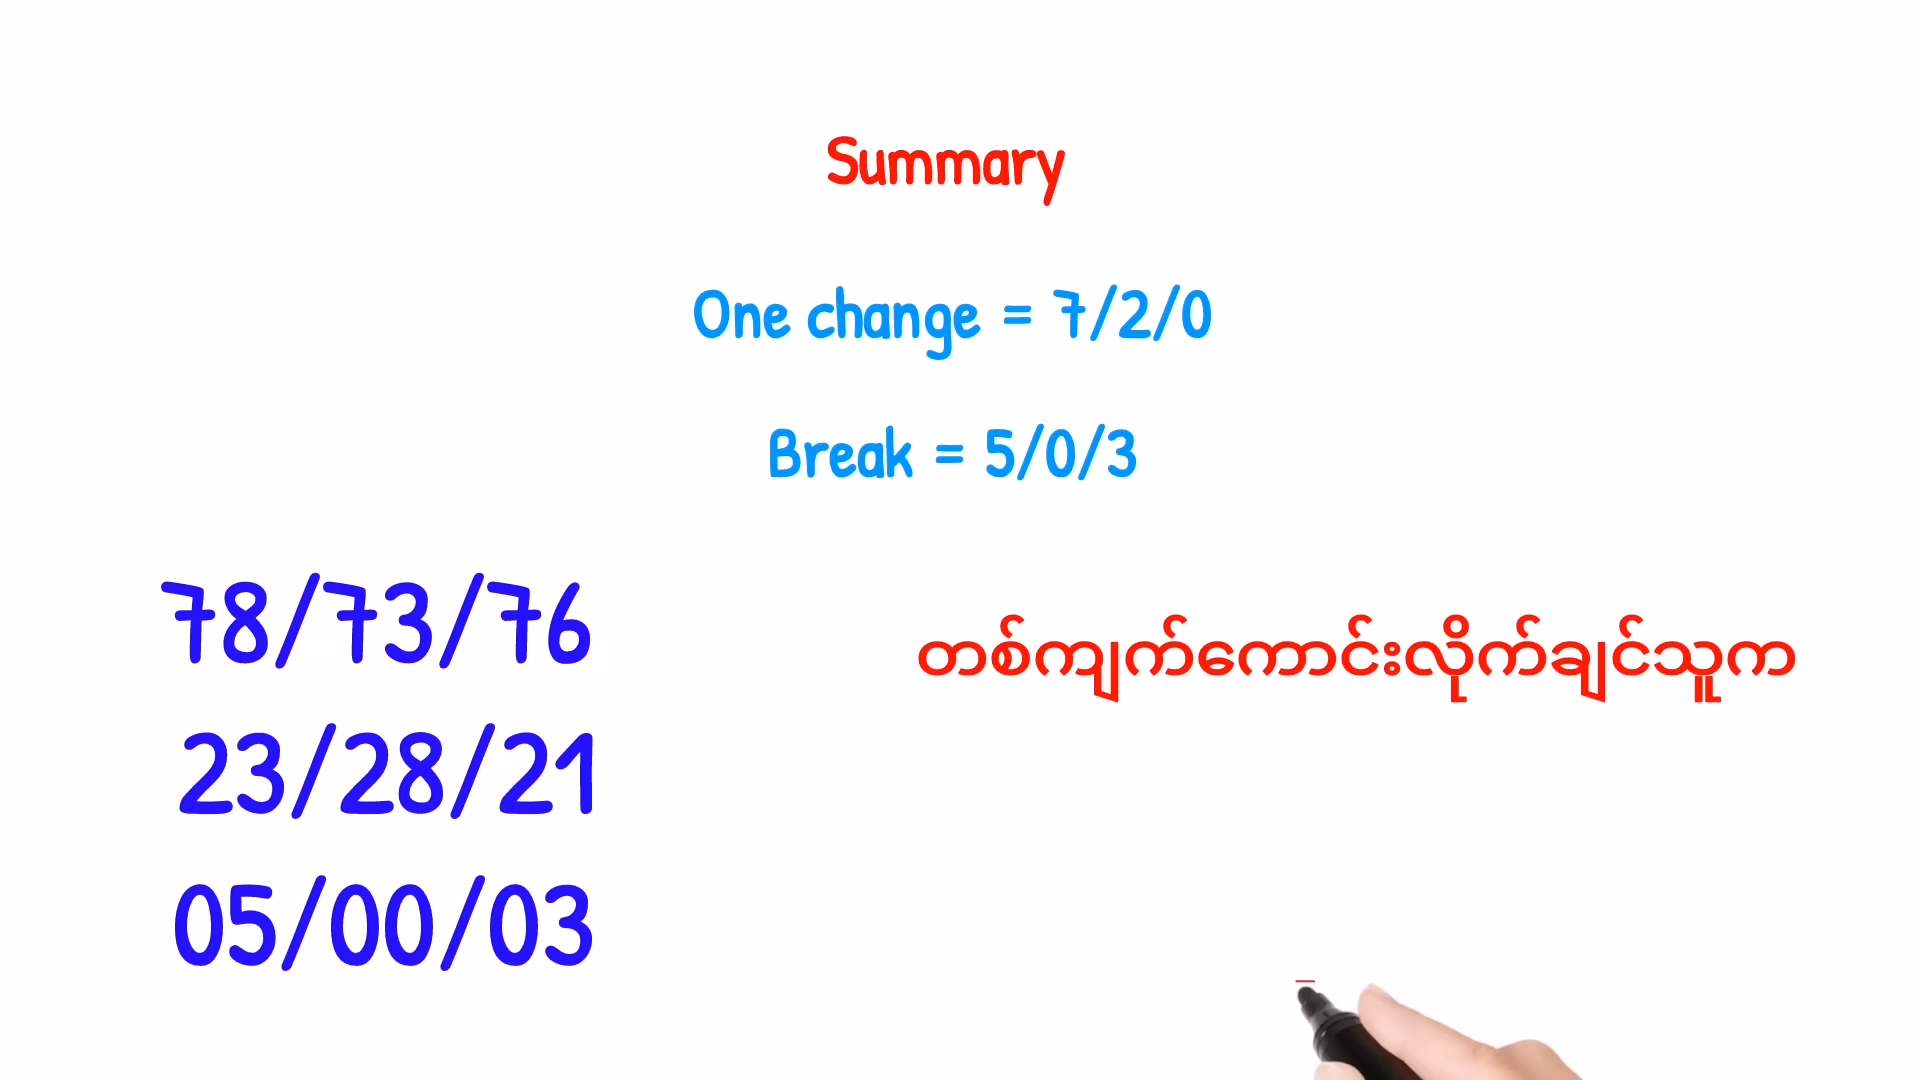 Summary
One change = 7/2/0
Break = 5/0/3
78/73/76
တစ်ကျက်ကောင်းလိုက်ချင်သူက
23/28/21
05/00/03